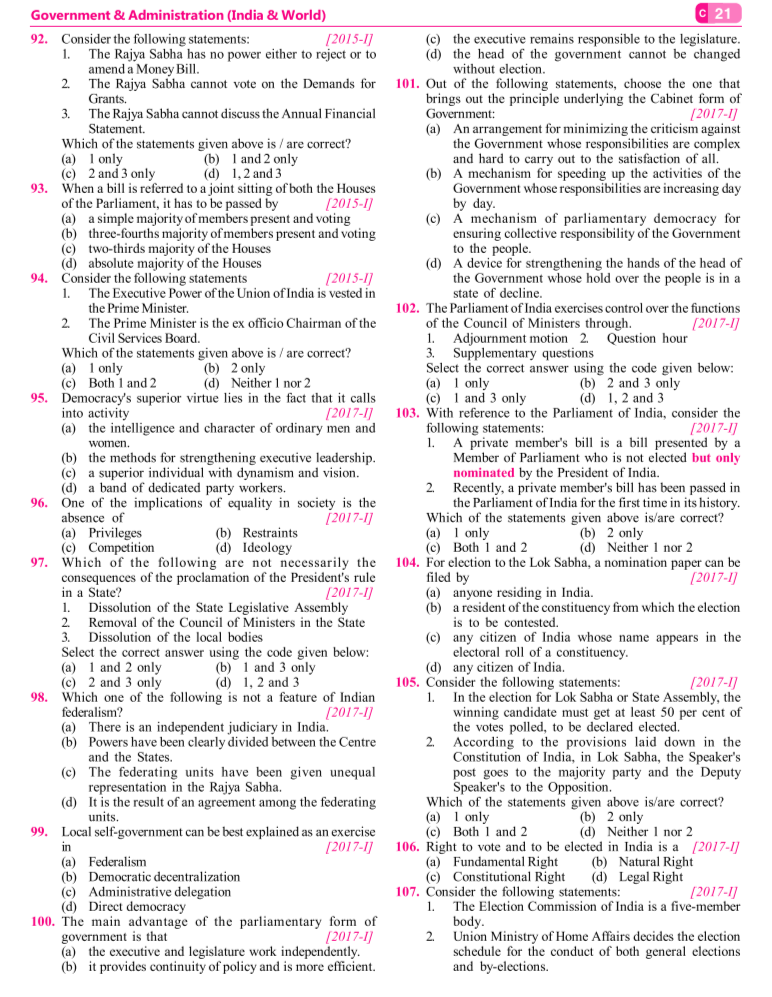 Government & Administration (India & World)
C 21
92. Consider the following statements: [2015-I]
1. The Rajya Sabha has no power either to reject or to
amend a Money Bill.
2. The Rajya Sabha cannot vote on the Demands for
Grants.
3. The Rajya Sabha cannot discuss the Annual Financial
Statement.
Which of the statements given above is / are correct?
(a) 1 only (b) 1 and 2 only
(c) 2 and 3 only (d) 1, 2 and 3
93. When a bill is referred to a joint sitting of both the Houses
of the Parliament, it has to be passed by [2015-I]
(a) a simple majority of members present and voting
(b) three-fourths majority of members present and voting
(c) two-thirds majority of the Houses
(d) absolute majority of the Houses
94. Consider the following statements [2015-I]
1. The Executive Power of the Union of India is vested in
the Prime Minister.
2. The Prime Minister is the ex officio Chairman of the
Civil Services Board.
Which of the statements given above is / are correct?
(a) 1 only (b) 2 only
(c) Both 1 and 2 (d) Neither 1 nor 2
95. Democracy's superior virtue lies in the fact that it calls
into activity [2017-I]
(a) the intelligence and character of ordinary men and
women.
(b) the methods for strengthening executive leadership.
(c) a superior individual with dynamism and vision.
(d) a band of dedicated party workers.
96. One of the implications of equality in society is the
absence of [2017-I]
(a) Privileges (b) Restraints
(c) Competition (d) Ideology
97. Which of the following are not necessarily the
consequences of the proclamation of the President's rule
in a State? [2017-I]
1. Dissolution of the State Legislative Assembly
2. Removal of the Council of Ministers in the State
3. Dissolution of the local bodies
Select the correct answer using the code given below:
(a) 1 and 2 only (b) 1 and 3 only
(c) 2 and 3 only (d) 1, 2 and 3
98. Which one of the following is not a feature of Indian
federalism? [2017-I]
(a) There is an independent judiciary in India.
(b) Powers have been clearly divided between the Centre
and the States.
(c) The federating units have been given unequal
representation in the Rajya Sabha.
(d) It is the result of an agreement among the federating
units.
99. Local self-government can be best explained as an exercise
in [2017-I]
(a) Federalism
(b) Democratic decentralization
(c) Administrative delegation
(d) Direct democracy
100. The main advantage of the parliamentary form of
government is that [2017-I]
(a) the executive and legislature work independently.
(b) it provides continuity of policy and is more efficient.
(c) the executive remains responsible to the legislature.
(d) the head of the government cannot be changed
without election.
101. Out of the following statements, choose the one that
brings out the principle underlying the Cabinet form of
Government: [2017-I]
(a) An arrangement for minimizing the criticism against
the Government whose responsibilities are complex
and hard to carry out to the satisfaction of all.
(b) A mechanism for speeding up the activities of the
Government whose responsibilities are increasing day
by day.
(c) A mechanism of parliamentary democracy for
ensuring collective responsibility of the Government
to the people.
(d) A device for strengthening the hands of the head of
the Government whose hold over the people is in a
state of decline.
102. The Parliament of India exercises control over the functions
of the Council of Ministers through. [2017-I]
1. Adjournment motion 2. Question hour
3. Supplementary questions
Select the correct answer using the code given below:
(a) 1 only (b) 2 and 3 only
(c) 1 and 3 only (d) 1, 2 and 3
103. With reference to the Parliament of India, consider the
following statements: [2017-I]
1. A private member's bill is a bill presented by a
Member of Parliament who is not elected but only
nominated by the President of India.
2. Recently, a private member's bill has been passed in
the Parliament of India for the first time in its history.
Which of the statements given above is/are correct?
(a) 1 only (b) 2 only
(c) Both 1 and 2 (d) Neither 1 nor 2
104. For election to the Lok Sabha, a nomination paper can be
filed by [2017-I]
(a) anyone residing in India.
(b) a resident of the constituency from which the election
is to be contested.
(c) any citizen of India whose name appears in the
electoral roll of a constituency.
(d) any citizen of India.
105. Consider the following statements: [2017-I]
1. In the election for Lok Sabha or State Assembly, the
winning candidate must get at least 50 per cent of
the votes polled, to be declared elected.
2. According to the provisions laid down in the
Constitution of India, in Lok Sabha, the Speaker's
post goes to the majority party and the Deputy
Speaker's to the Opposition.
Which of the statements given above is/are correct?
(a) 1 only (b) 2 only
(c) Both 1 and 2 (d) Neither 1 nor 2
106. Right to vote and to be elected in India is a [2017-I]
(a) Fundamental Right (b) Natural Right
(c) Constitutional Right (d) Legal Right
107. Consider the following statements: [2017-I]
1. The Election Commission of India is a five-member
body.
2. Union Ministry of Home Affairs decides the election
schedule for the conduct of both general elections
and by-elections.